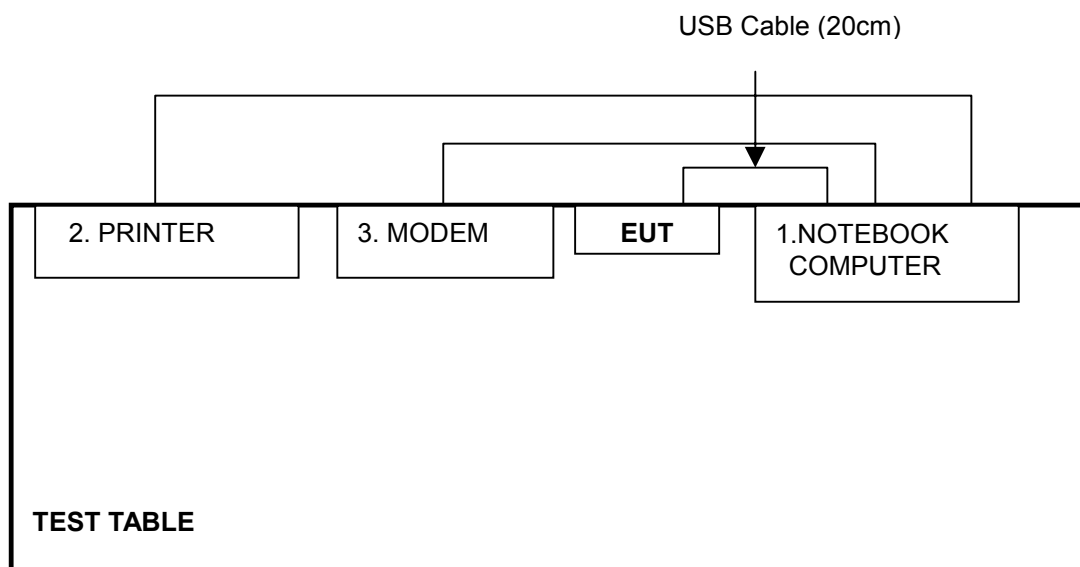 USB Cable (20cm)
2. PRINTER
3. MODEM
EUT
1.NOTEBOOK
COMPUTER
TEST TABLE